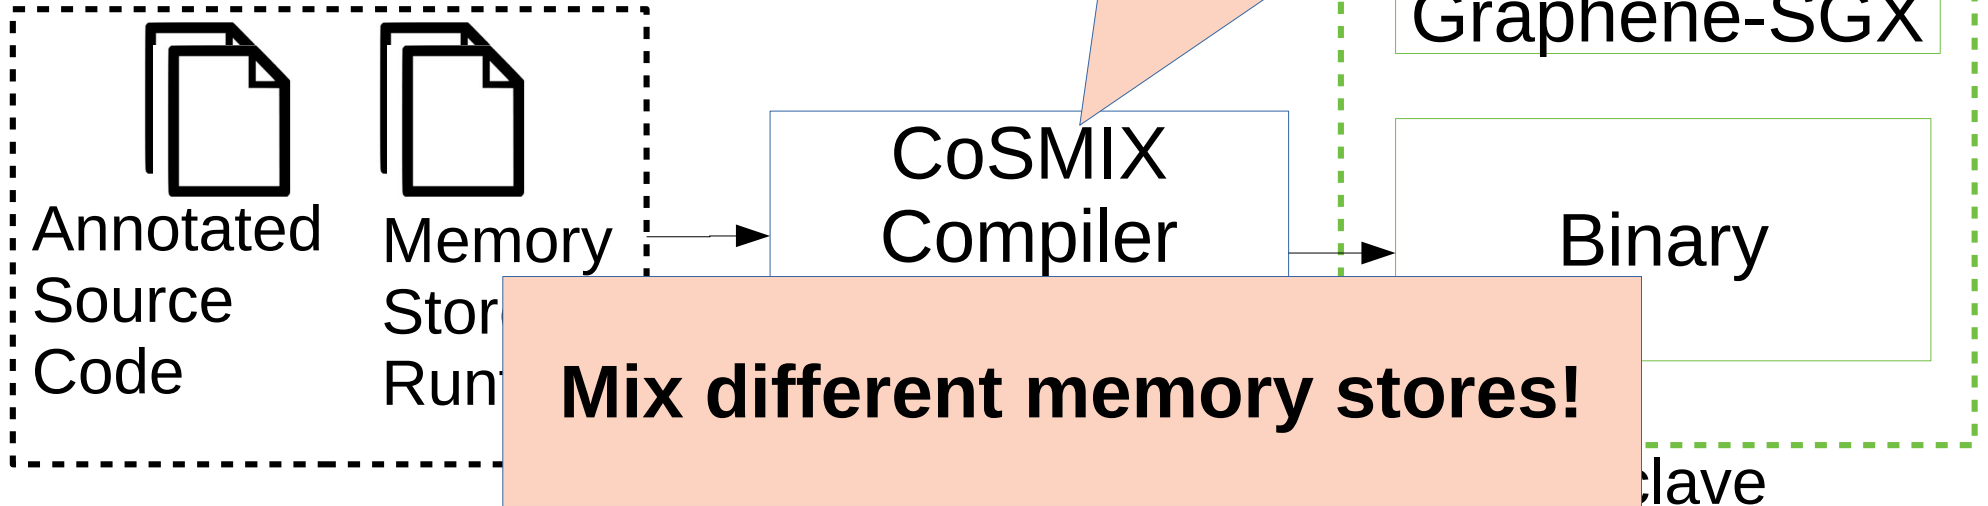 Graphene-SGX
CoSMIX
Compiler
Annotated
Source
Code
Memory
Binary
Mix different memory stores!